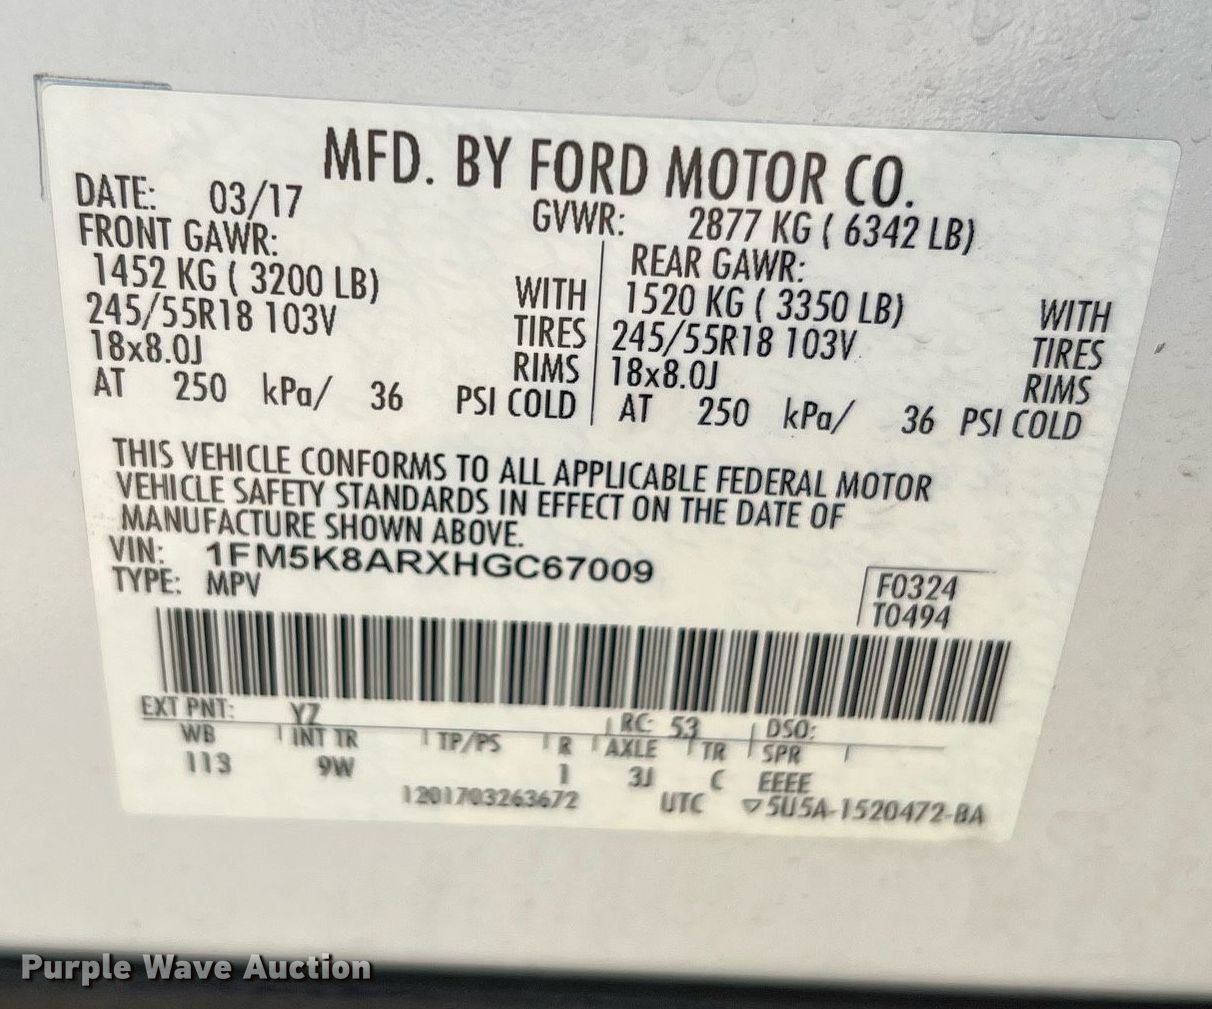 MFD. BY FORD MOTOR CO.
DATE: 03/17 GVWR: 2877 KG ( 6342 LB)
FRONT GAWR: REAR GAWR:
1452 KG ( 3200 LB) WITH 1520 KG ( 3350 LB) WITH
245/55R18 103V TIRES 245/55R18 103V TIRES
18x8.0J RIMS 18x8.0J RIMS
AT 250 kPa/ 36 PSI COLD AT 250 kPa/ 36 PSI COLD
THIS VEHICLE CONFORMS TO ALL APPLICABLE FEDERAL MOTOR
VEHICLE SAFETY STANDARDS IN EFFECT ON THE DATE OF
MANUFACTURE SHOWN ABOVE.
VIN: 1FM5K8ARXHGC67009
TYPE: MPV
F0324
T0494
EXT PNT: YZ RC: 53 DSO:
WB INT TR TP/PS R AXLE TR SPR
113 9W 1 3J C EEEE
1201703263672 UTC ▽5U5A-1520472-BA
Purple Wave Auction